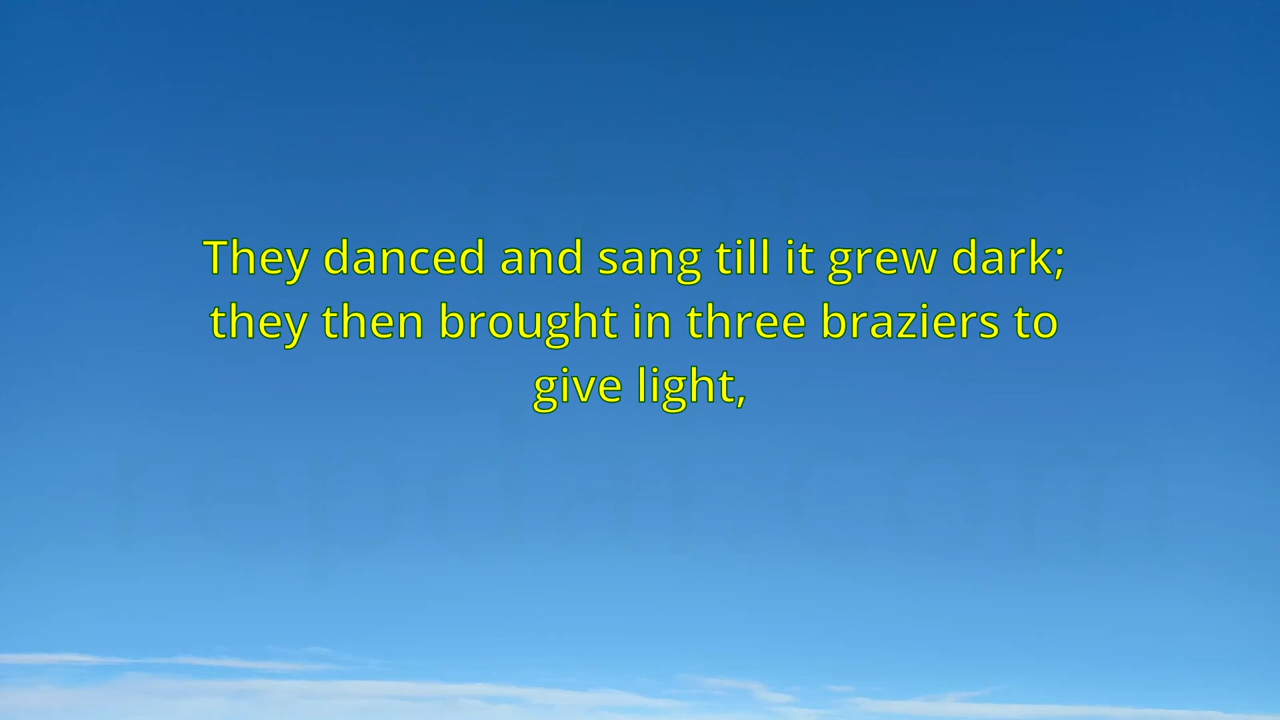 They danced and sang till it grew dark;
they then brought in three braziers to
give light,